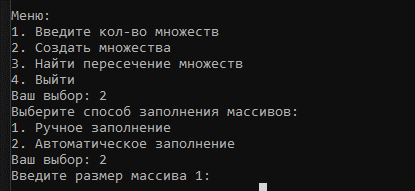 Меню:
1. Введите кол-во множеств
2. Создать множества
3. Найти пересечение множеств
4. Выйти
Ваш выбор: 2
Выберите способ заполнения массивов:
1. Ручное заполнение
2. Автоматическое заполнение
Ваш выбор: 2
Введите размер массива 1: